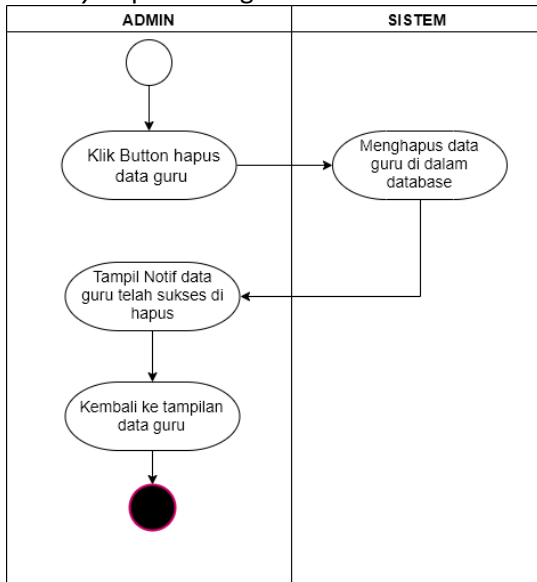 ADMIN
SISTEM
Klik Button hapus
data guru
Menghapus data
guru di dalam
database
Tampil Notif data
guru telah sukses di
hapus
Kembali ke tampilan
data guru